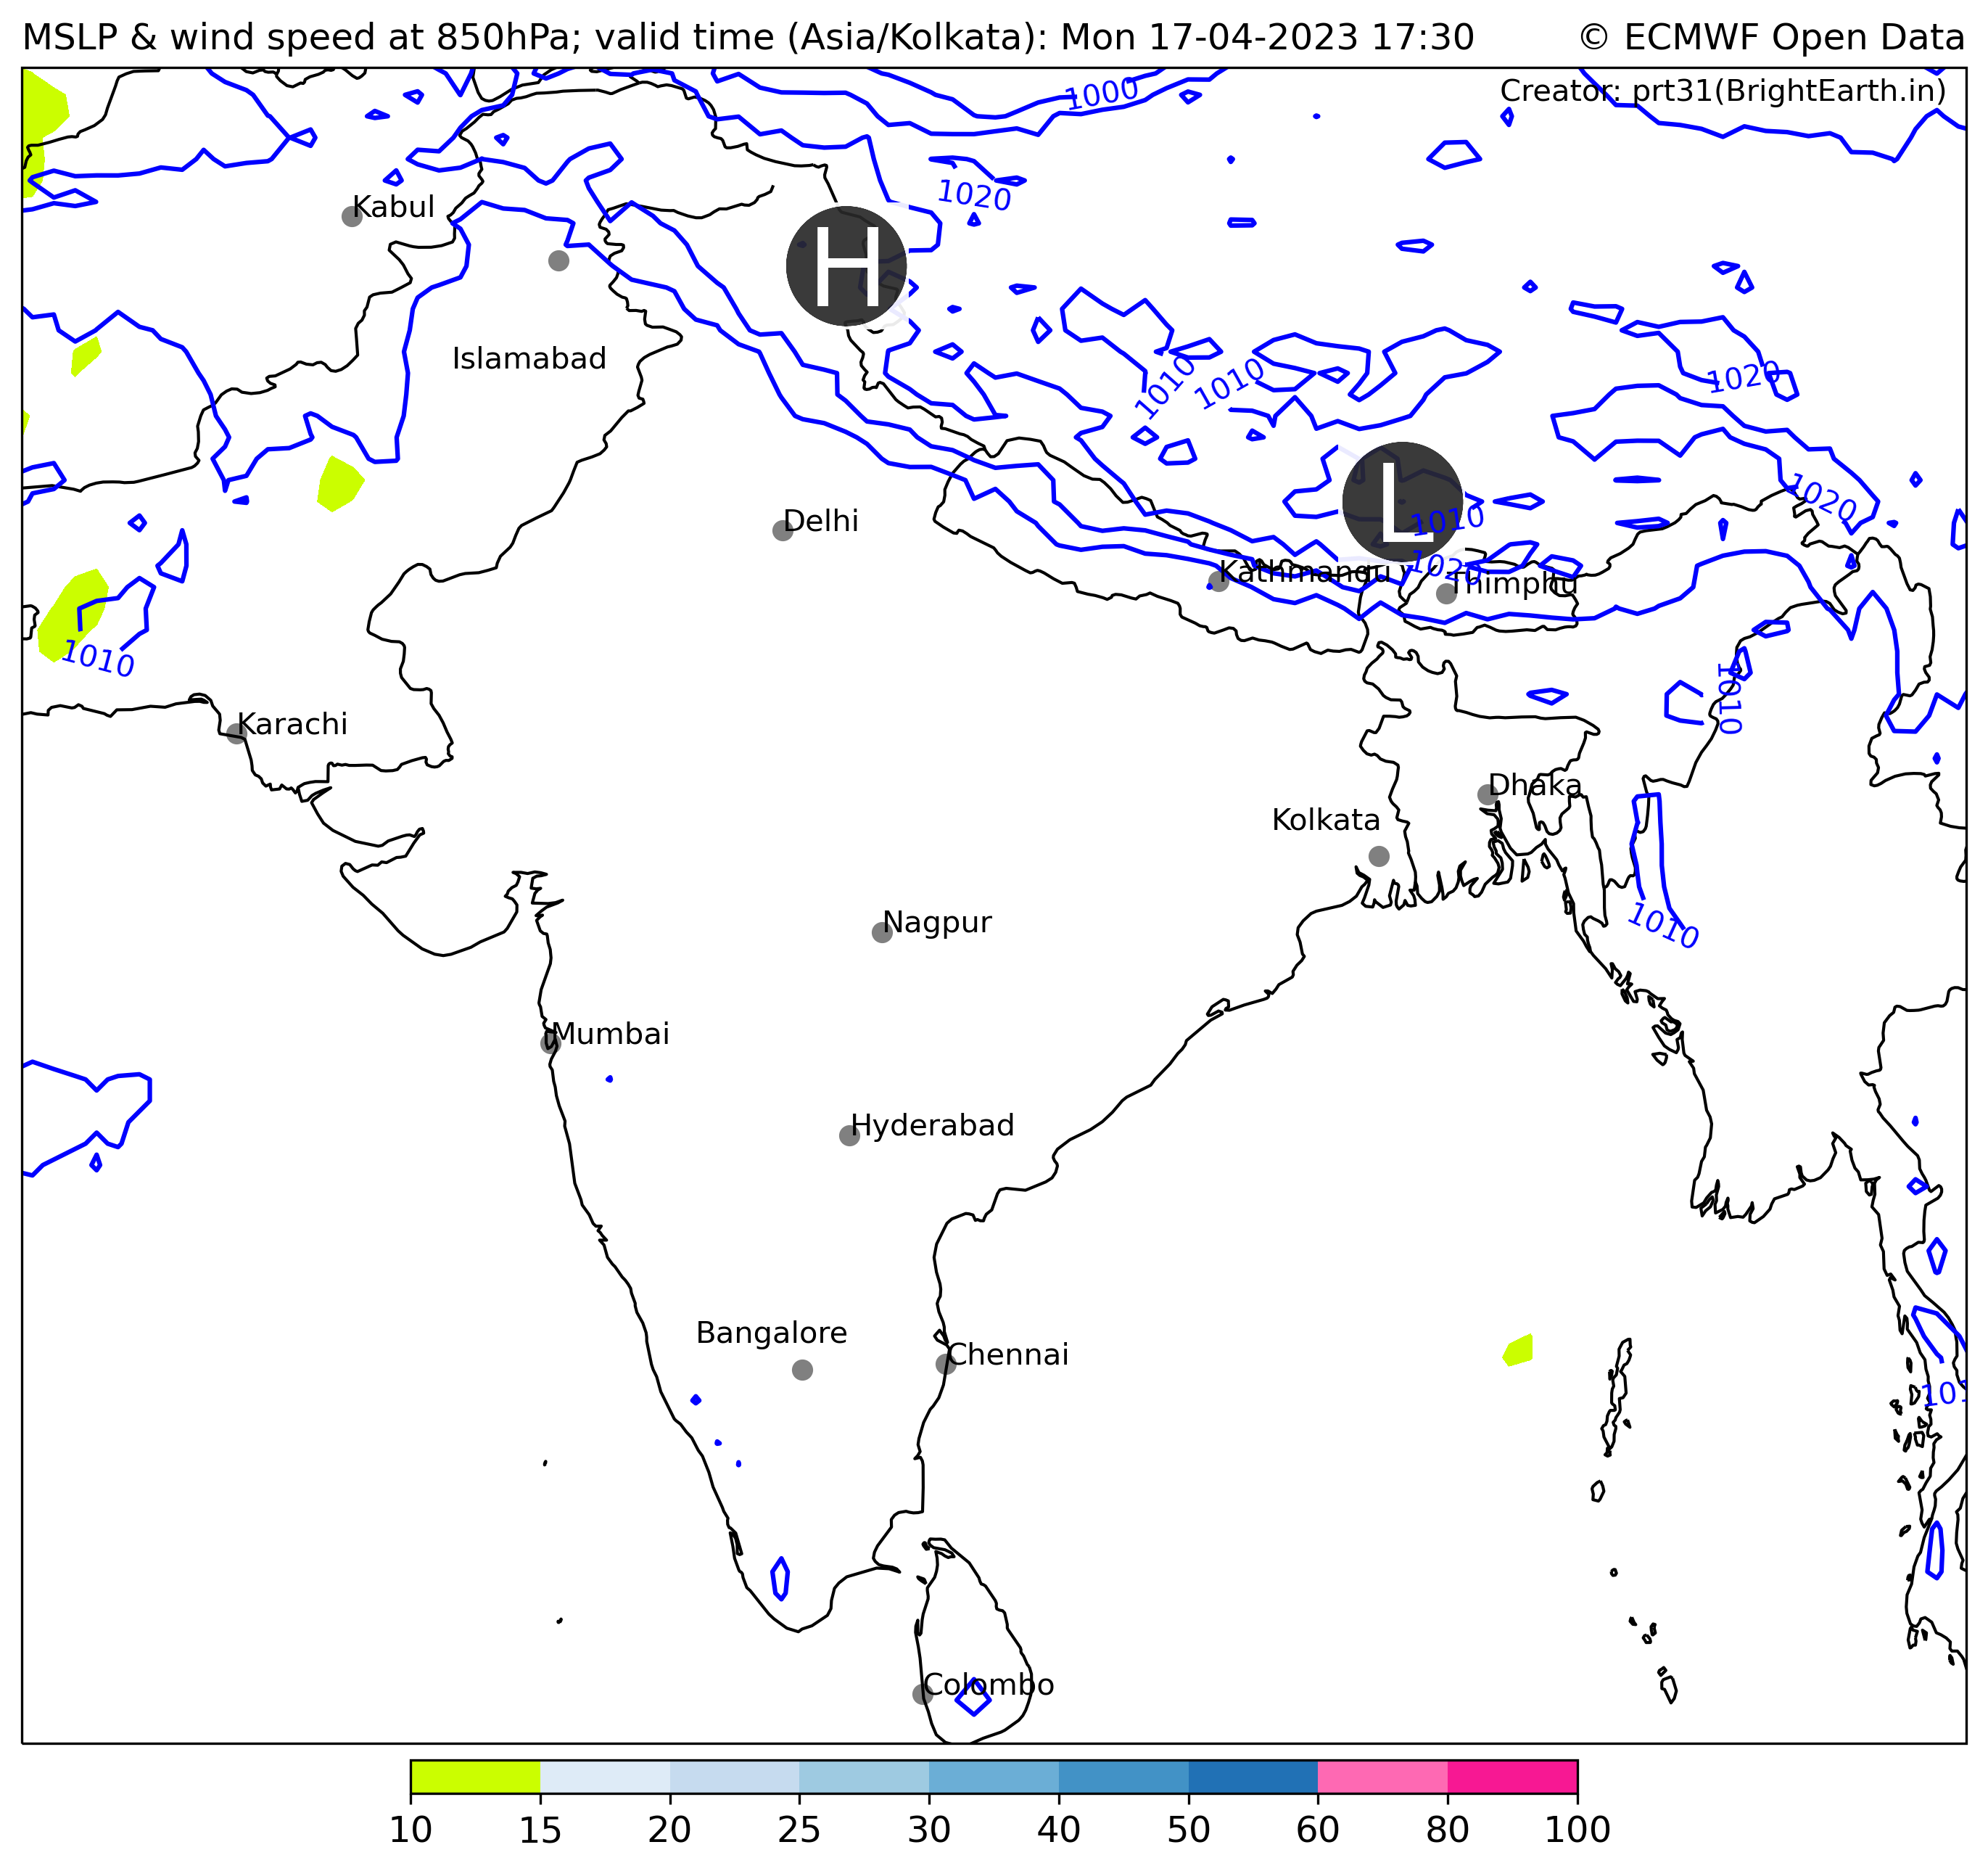 MSLP & wind speed at 850hPa; valid time (Asia/Kolkata): Mon 17-04-2023 17:30
© ECMWF Open Data
Creator: prt31(BrightEarth.in)
1000
1020
Kabul
H
Islamabad
1010
1010
1020
1020
L
1010
Delhi
1020
Kathmandu
Thimphu
1010
1010
Karachi
Dhaka
Kolkata
1010
Nagpur
Mumbai
Hyderabad
Bangalore
Chennai
Colombo
10 15 20 25 30 40 50 60 80 100